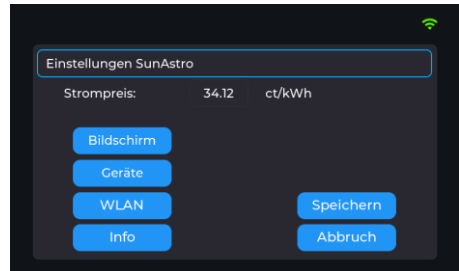 Einstellungen SunAstro
Strompreis: 34.12 ct/kWh
Bildschirm
Geräte
WLAN Speichern
Info Abbruch